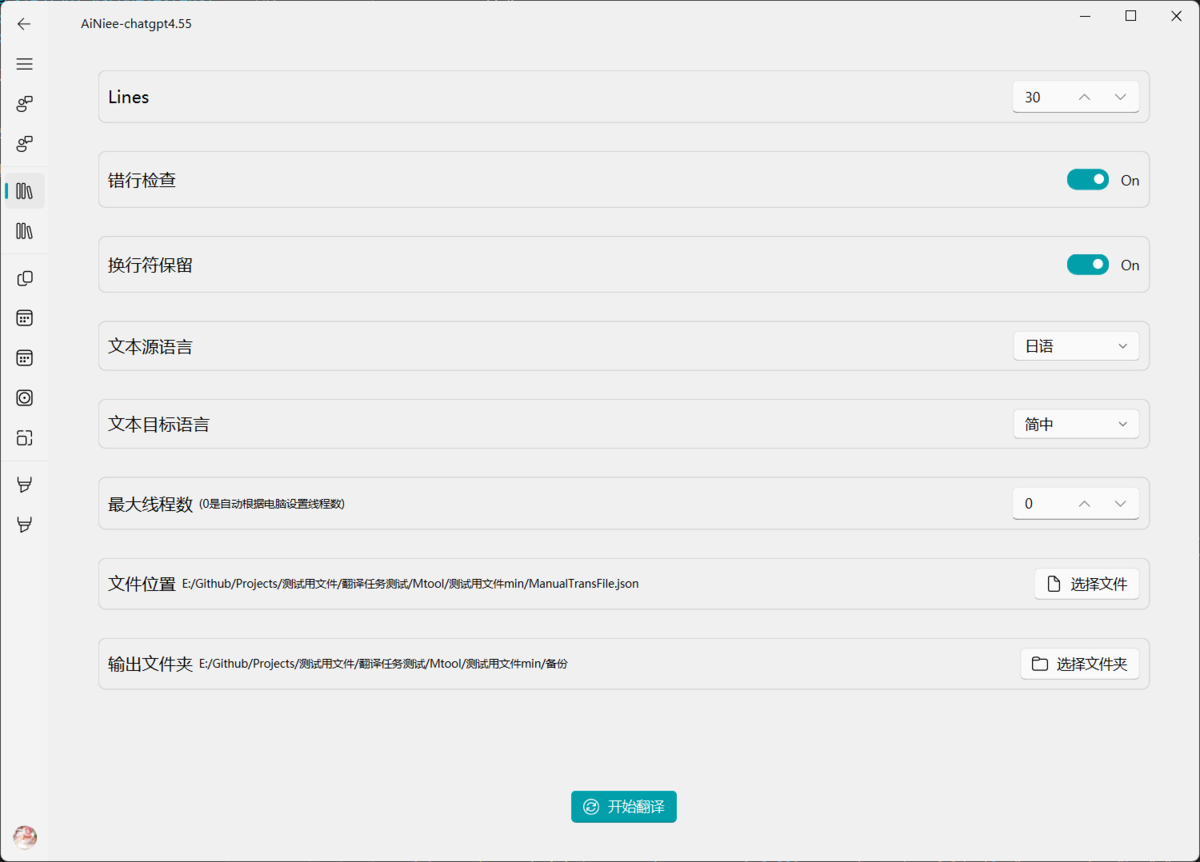 AiNiee-chatgpt4.55
Lines
30
错行检查
On
换行符保留
On
文本源语言
日语
文本目标语言
简中
最大线程数 (0是自动根据电脑设置线程数)
0
文件位置 E:/Github/Projects/测试用文件/翻译任务测试/Mtool/测试用文件min/ManualTransFile.json
选择文件
输出文件夹 E:/Github/Projects/测试用文件/翻译任务测试/Mtool/测试用文件min/备份
选择文件夹
开始翻译